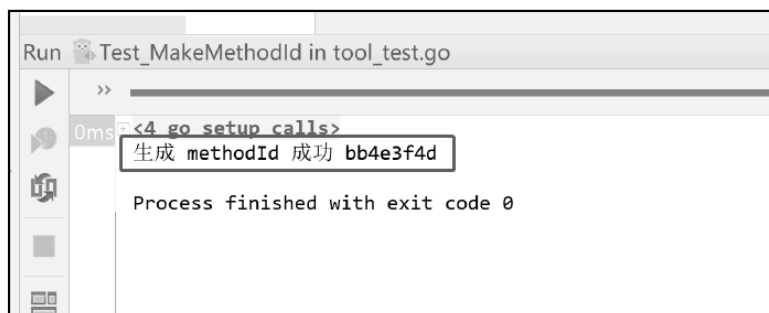 Run Test_MakeMethodId in tool_test.go
>>
0ms <4 go setup calls>
生成 methodId 成功 bb4e3f4d
Process finished with exit code 0